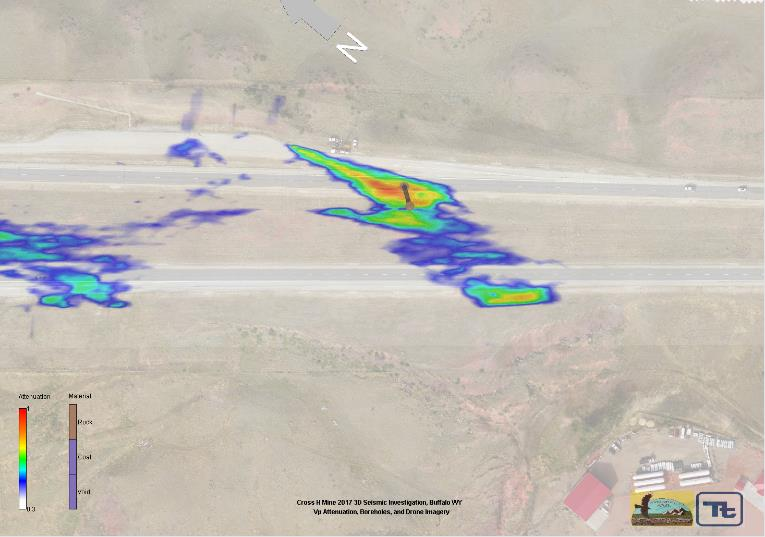 N
Attenuation
Material
1
Rock
Coal
Void
0.3
Cross H Mine 2017 3D Seismic Investigation, Buffalo WY
Vp Attenuation, Boreholes, and Drone Imagery
Tt